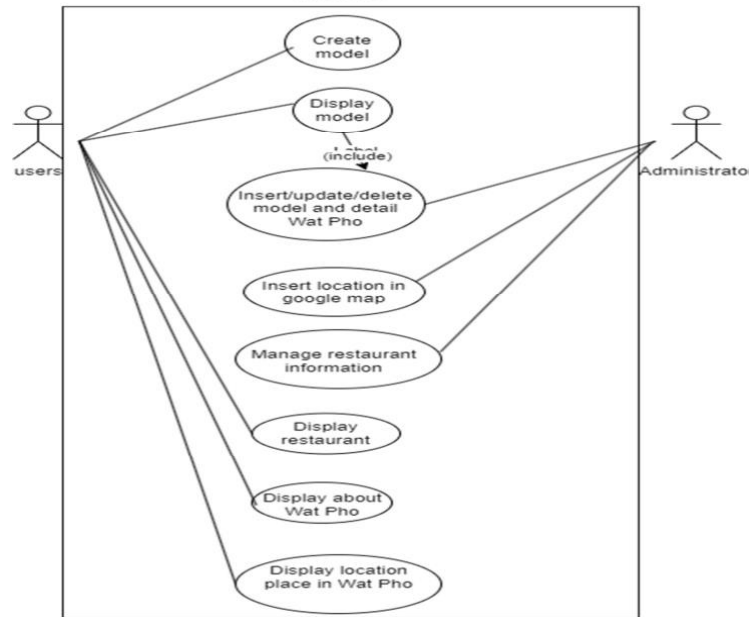 Create
model
Display
model
(include)
users
Administrato
Insert/update/delete
model and detail
Wat Pho
Insert location in
google map
Manage restaurant
information
Display
restaurant
Display about
Wat Pho
Display location
place in Wat Pho